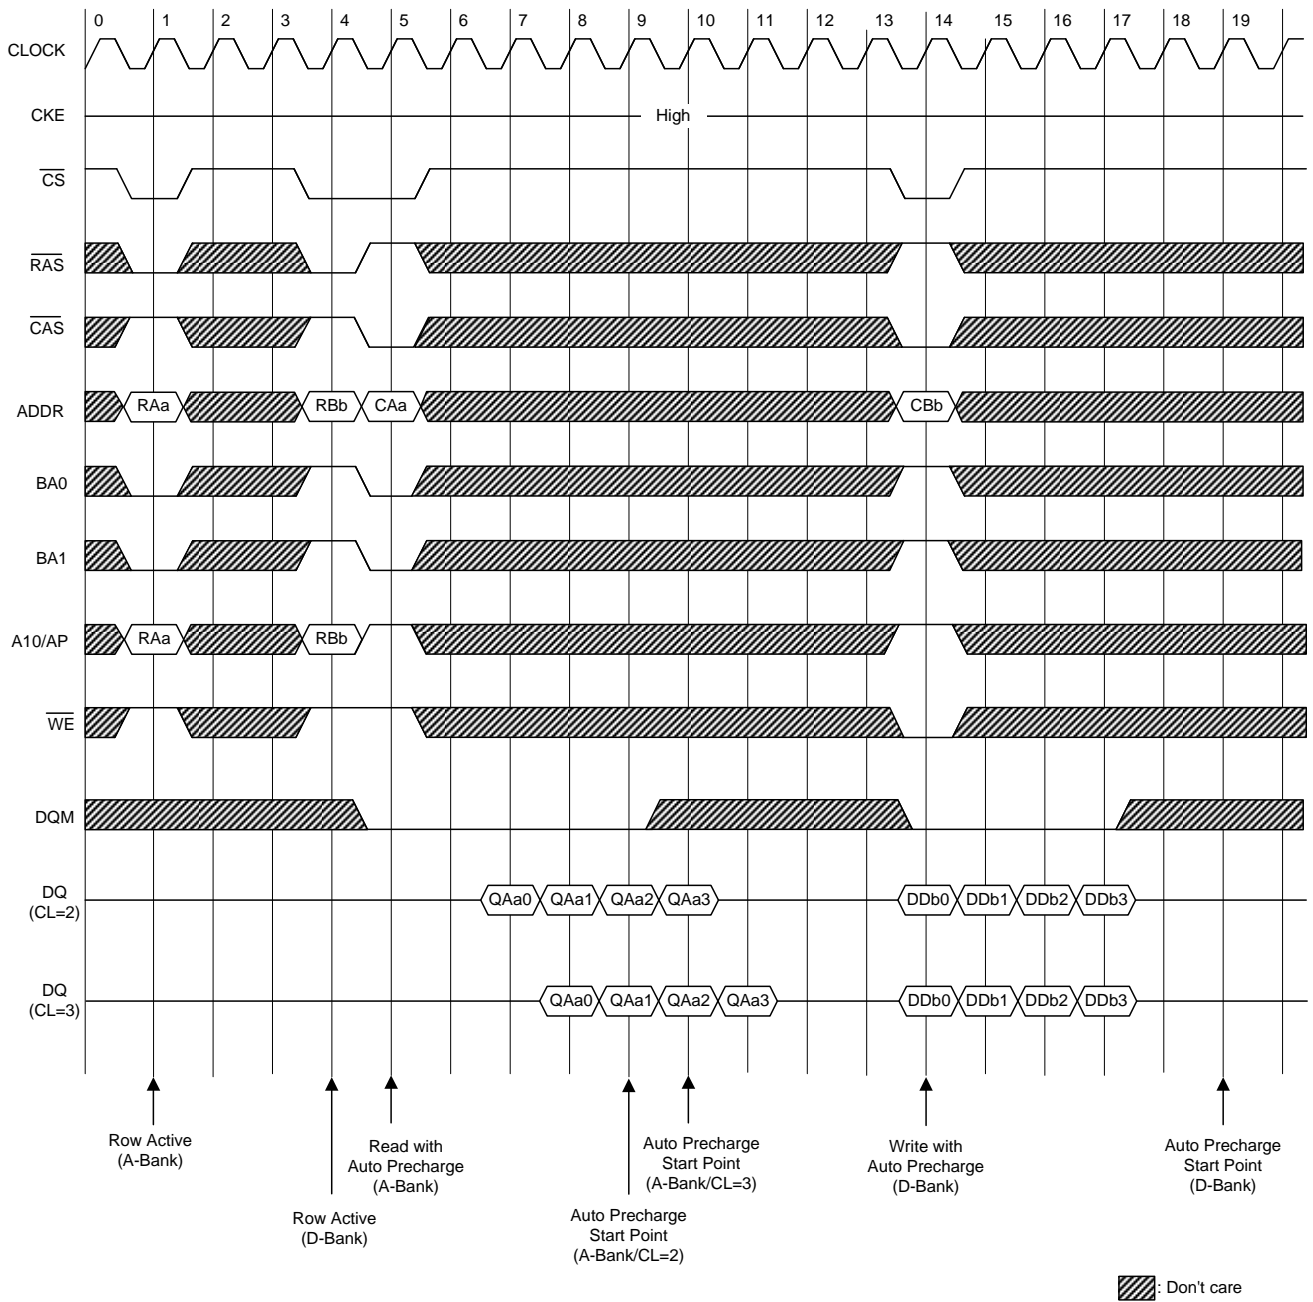 0 1 2 3 4 5 6 7 8 9 10 11 12 13 14 15 16 17 18 19
CLOCK
CKE High
CS
RAS
CAS
ADDR RAa RBb CAa CBb
BA0
BA1
A10/AP RAa RBb
WE
DQM
DQ
(CL=2)
QAa0 QAa1 QAa2 QAa3 DDb0 DDb1 DDb2 DDb3
DQ
(CL=3)
QAa0 QAa1 QAa2 QAa3 DDb0 DDb1 DDb2 DDb3
Row Active
(A-Bank)
Row Active
(D-Bank)
Read with
Auto Precharge
(A-Bank)
Auto Precharge
Start Point
(A-Bank/CL=2)
Auto Precharge
Start Point
(A-Bank/CL=3)
Write with
Auto Precharge
(D-Bank)
Auto Precharge
Start Point
(D-Bank)
: Don't care